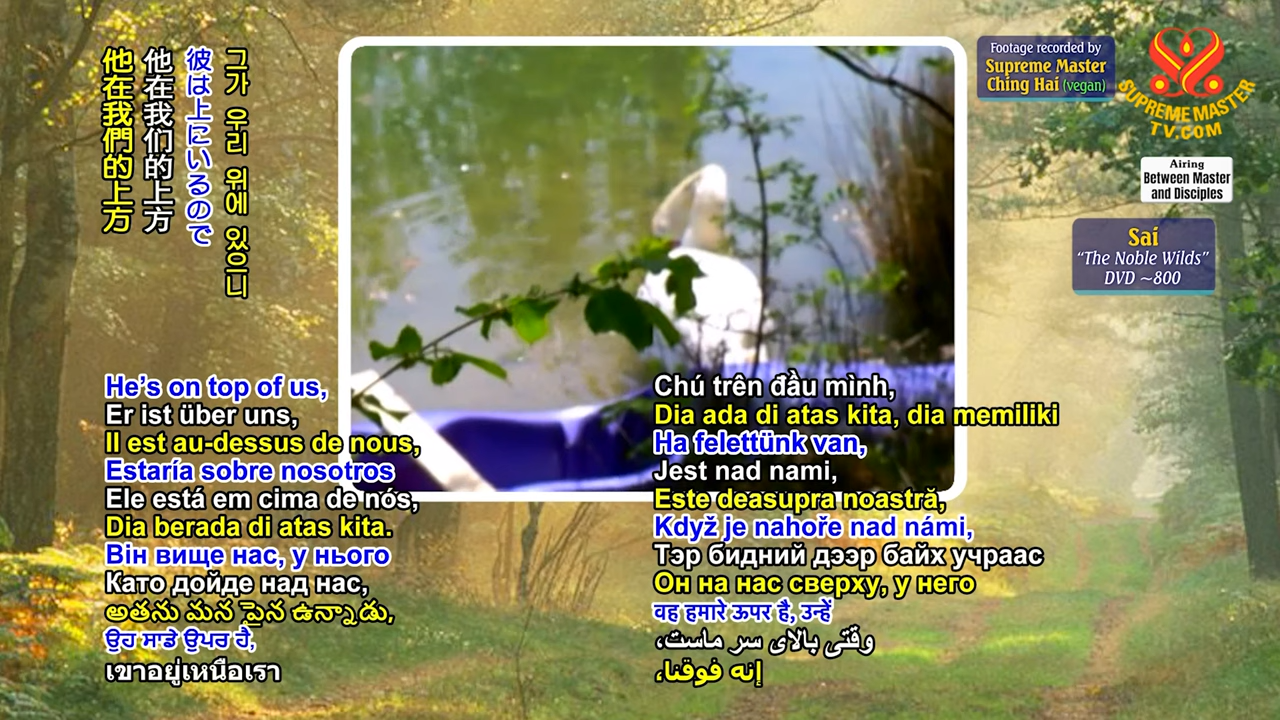 그가 우리 위에 있으니
彼は上にいるので
他在我们的上方
他在我們的上方
Footage recorded by
Supreme Master
Ching Hai (vegan)
SUPREME MASTER
TV.COM
Airing
Between Master
and Disciples
Sai
“The Noble Wilds”
DVD ~800
He’s on top of us,
Er ist über uns,
Il est au-dessus de nous,
Estaría sobre nosotros
Ele está em cima de nós,
Dia berada di atas kita.
Він вище нас, у нього
Като дойде над нас,
అతను మన పైన ఉన్నాడు,
ਉਹ ਸਾਡੇ ਉਪਰ ਹੈ,
เขาอยู่เหนือเรา
Chú trên đầu mình,
Dia ada di atas kita, dia memiliki
Ha felettünk van,
Jest nad nami,
Este deasupra noastră,
Když je nahoře nad námi,
Тэр бидний дээр байх учраас
Он на нас сверху, у него
वह हमारे ऊपर है, उन्हें
وقتی بالای سر ماست،
إنه فوقنا،